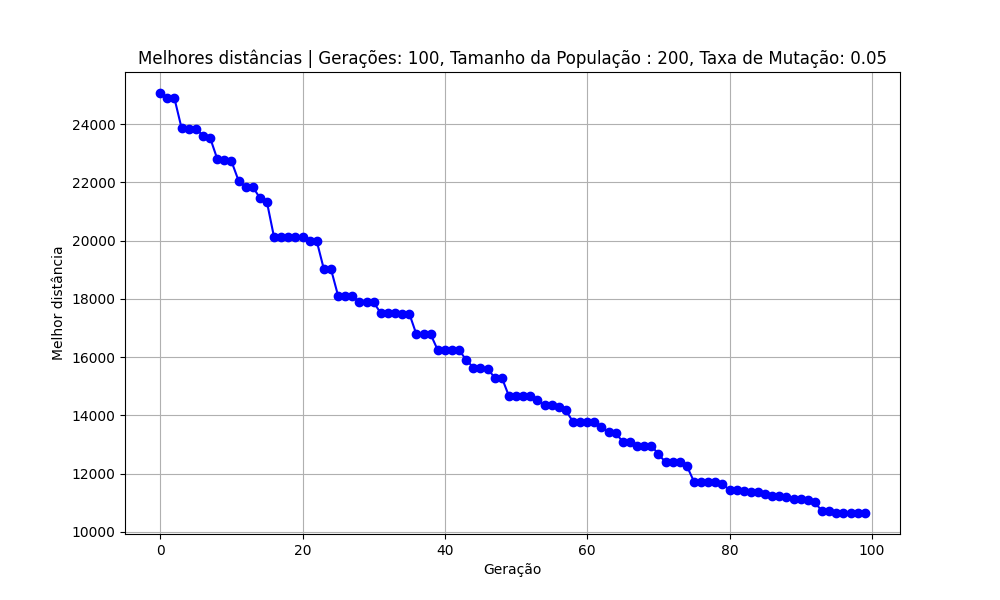 Melhores distâncias | Gerações: 100, Tamanho da População : 200, Taxa de Mutação: 0.05
24000
22000
20000
18000
16000
14000
12000
10000
Melhor distância
0 20 40 60 80 100
Geração